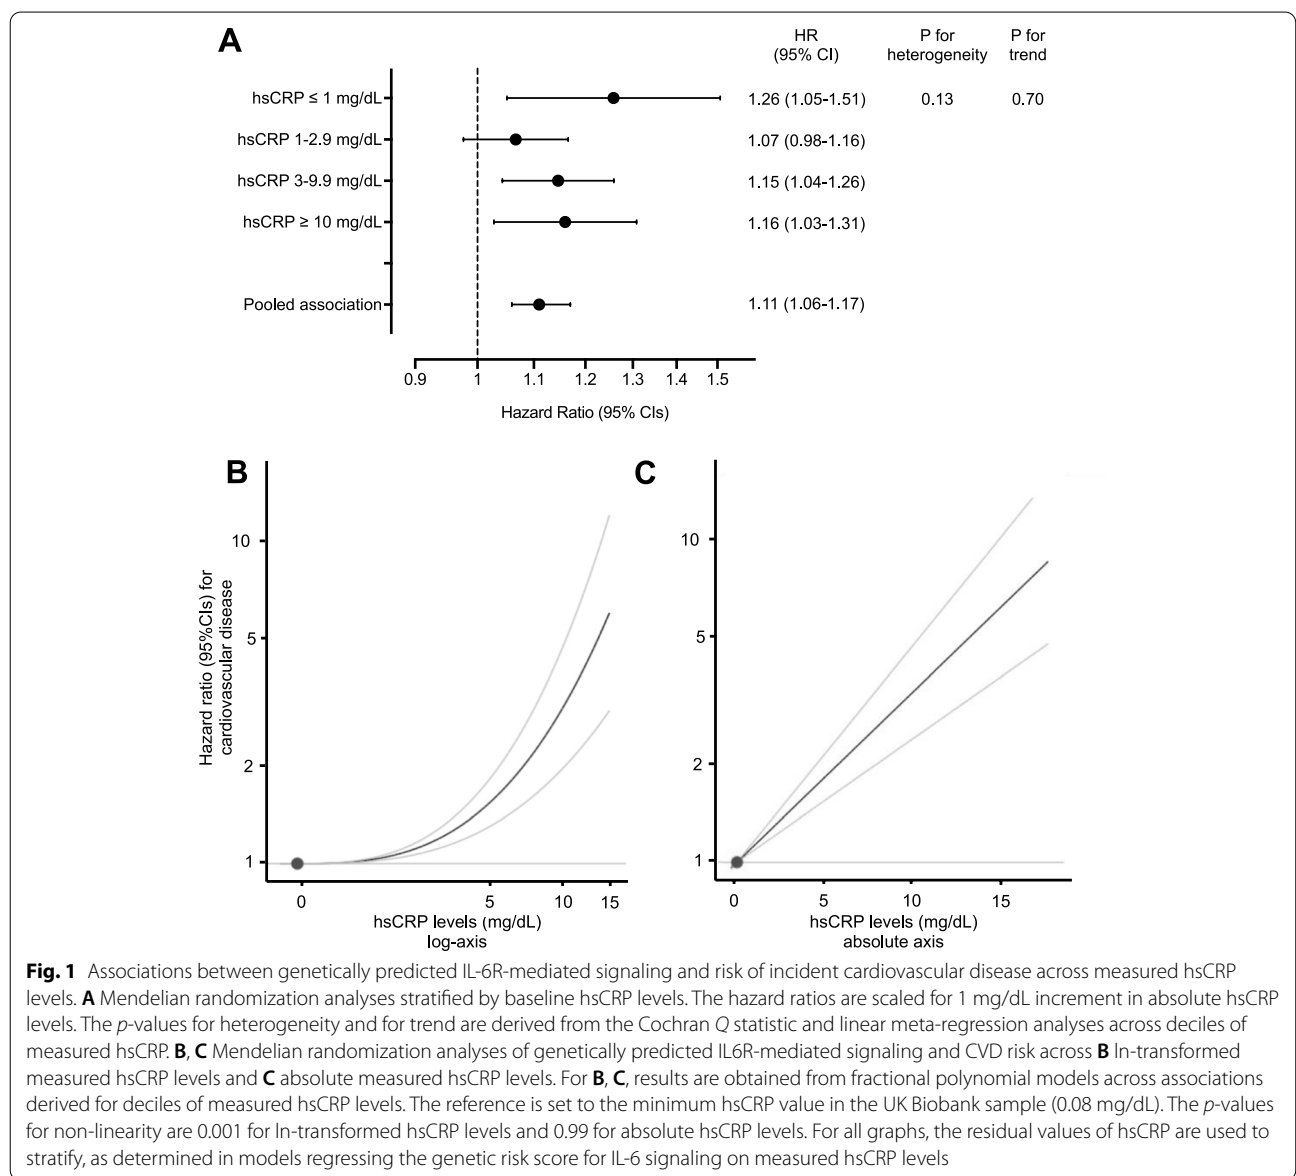 A
HR
(95% CI)
P for
heterogeneity
P for
trend
hsCRP ≤ 1 mg/dL
1.26 (1.05-1.51)
0.13
0.70
hsCRP 1-2.9 mg/dL
1.07 (0.98-1.16)
hsCRP 3-9.9 mg/dL
1.15 (1.04-1.26)
hsCRP ≥ 10 mg/dL
1.16 (1.03-1.31)
Pooled association
1.11 (1.06-1.17)
0.9 1 1.1 1.2 1.3 1.4 1.5
Hazard Ratio (95% CIs)
B
Hazard ratio (95%CIs) for
cardiovascular disease
10
5
2
1
0 5 10 15
hsCRP levels (mg/dL)
log-axis
C
10
5
2
1
0 5 10 15
hsCRP levels (mg/dL)
absolute axis
Fig. 1 Associations between genetically predicted IL-6R-mediated signaling and risk of incident cardiovascular disease across measured hsCRP
levels. A Mendelian randomization analyses stratified by baseline hsCRP levels. The hazard ratios are scaled for 1 mg/dL increment in absolute hsCRP
levels. The p-values for heterogeneity and for trend are derived from the Cochran Q statistic and linear meta-regression analyses across deciles of
measured hsCRP. B, C Mendelian randomization analyses of genetically predicted IL6R-mediated signaling and CVD risk across B ln-transformed
measured hsCRP levels and C absolute measured hsCRP levels. For B, C, results are obtained from fractional polynomial models across associations
derived for deciles of measured hsCRP levels. The reference is set to the minimum hsCRP value in the UK Biobank sample (0.08 mg/dL). The p-values
for non-linearity are 0.001 for ln-transformed hsCRP levels and 0.99 for absolute hsCRP levels. For all graphs, the residual values of hsCRP are used to
stratify, as determined in models regressing the genetic risk score for IL-6 signaling on measured hsCRP levels